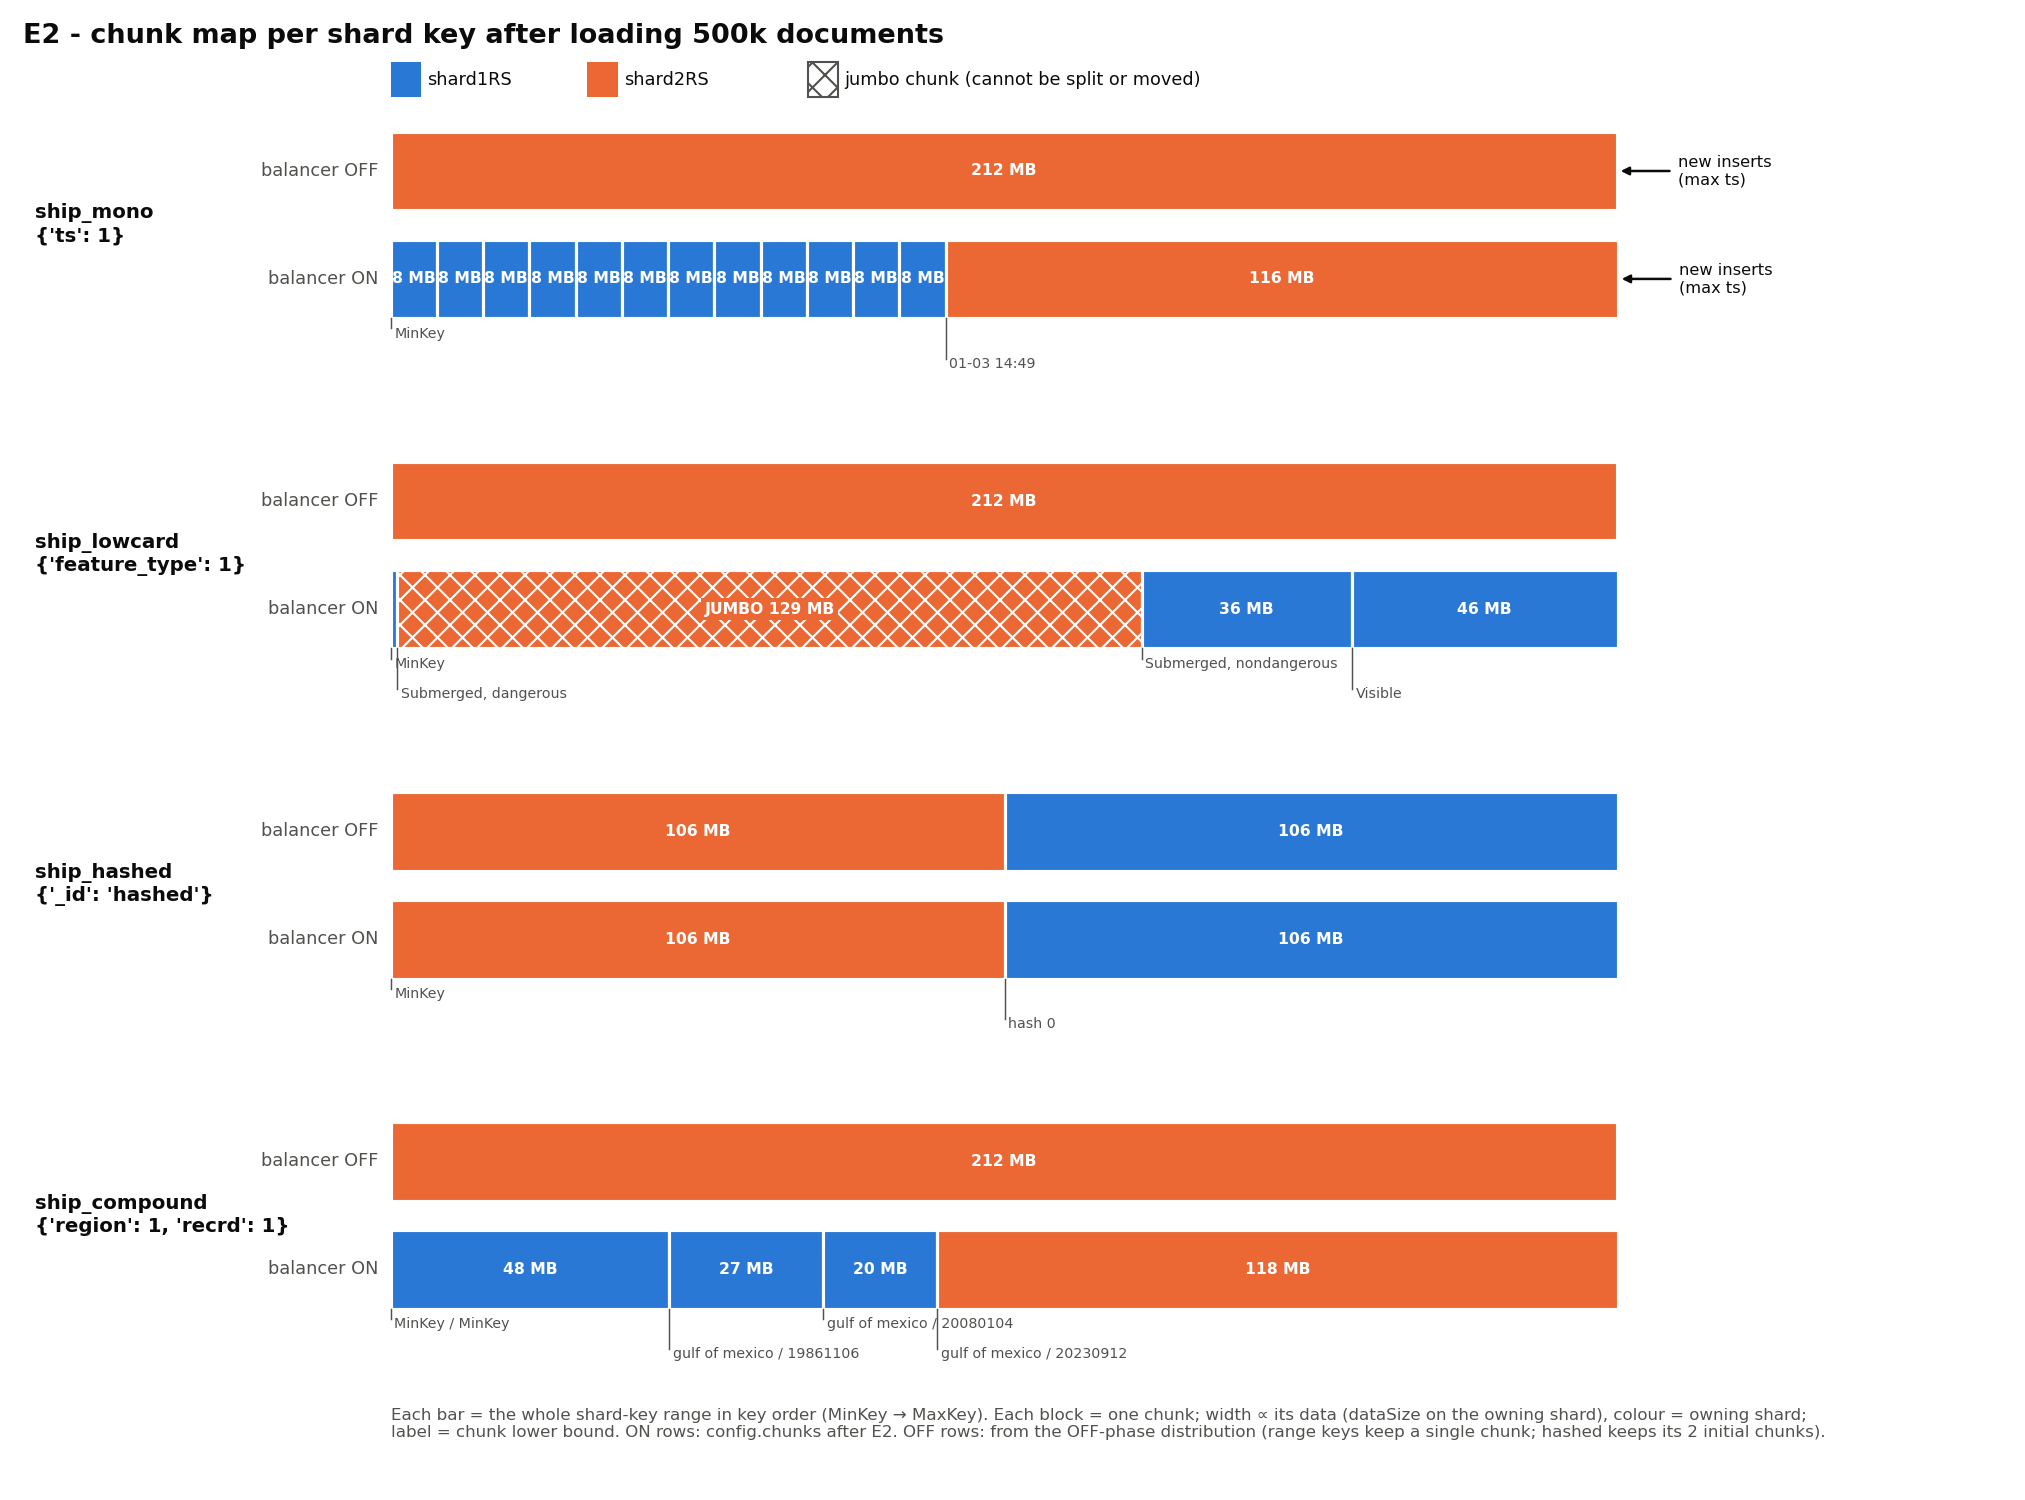 E2 - chunk map per shard key after loading 500k documents
shard1RS
shard2RS
jumbo chunk (cannot be split or moved)
ship_mono
{'ts': 1}
balancer OFF
212 MB
new inserts
(max ts)
balancer ON
8 MB 8 MB 8 MB 8 MB 8 MB 8 MB 8 MB 8 MB 8 MB 8 MB 8 MB 8 MB
116 MB
new inserts
(max ts)
MinKey
01-03 14:49
ship_lowcard
{'feature_type': 1}
balancer OFF
212 MB
balancer ON
JUMBO 129 MB
36 MB
46 MB
MinKey
Submerged, nondangerous
Submerged, dangerous
Visible
ship_hashed
{'_id': 'hashed'}
balancer OFF
106 MB
106 MB
balancer ON
106 MB
106 MB
MinKey
hash 0
ship_compound
{'region': 1, 'recrd': 1}
balancer OFF
212 MB
balancer ON
48 MB
27 MB
20 MB
118 MB
MinKey / MinKey
gulf of mexico / 20080104
gulf of mexico / 19861106
gulf of mexico / 20230912
Each bar = the whole shard-key range in key order (MinKey → MaxKey). Each block = one chunk; width ∝ its data (dataSize on the owning shard), colour = owning shard;
label = chunk lower bound. ON rows: config.chunks after E2. OFF rows: from the OFF-phase distribution (range keys keep a single chunk; hashed keeps its 2 initial chunks).